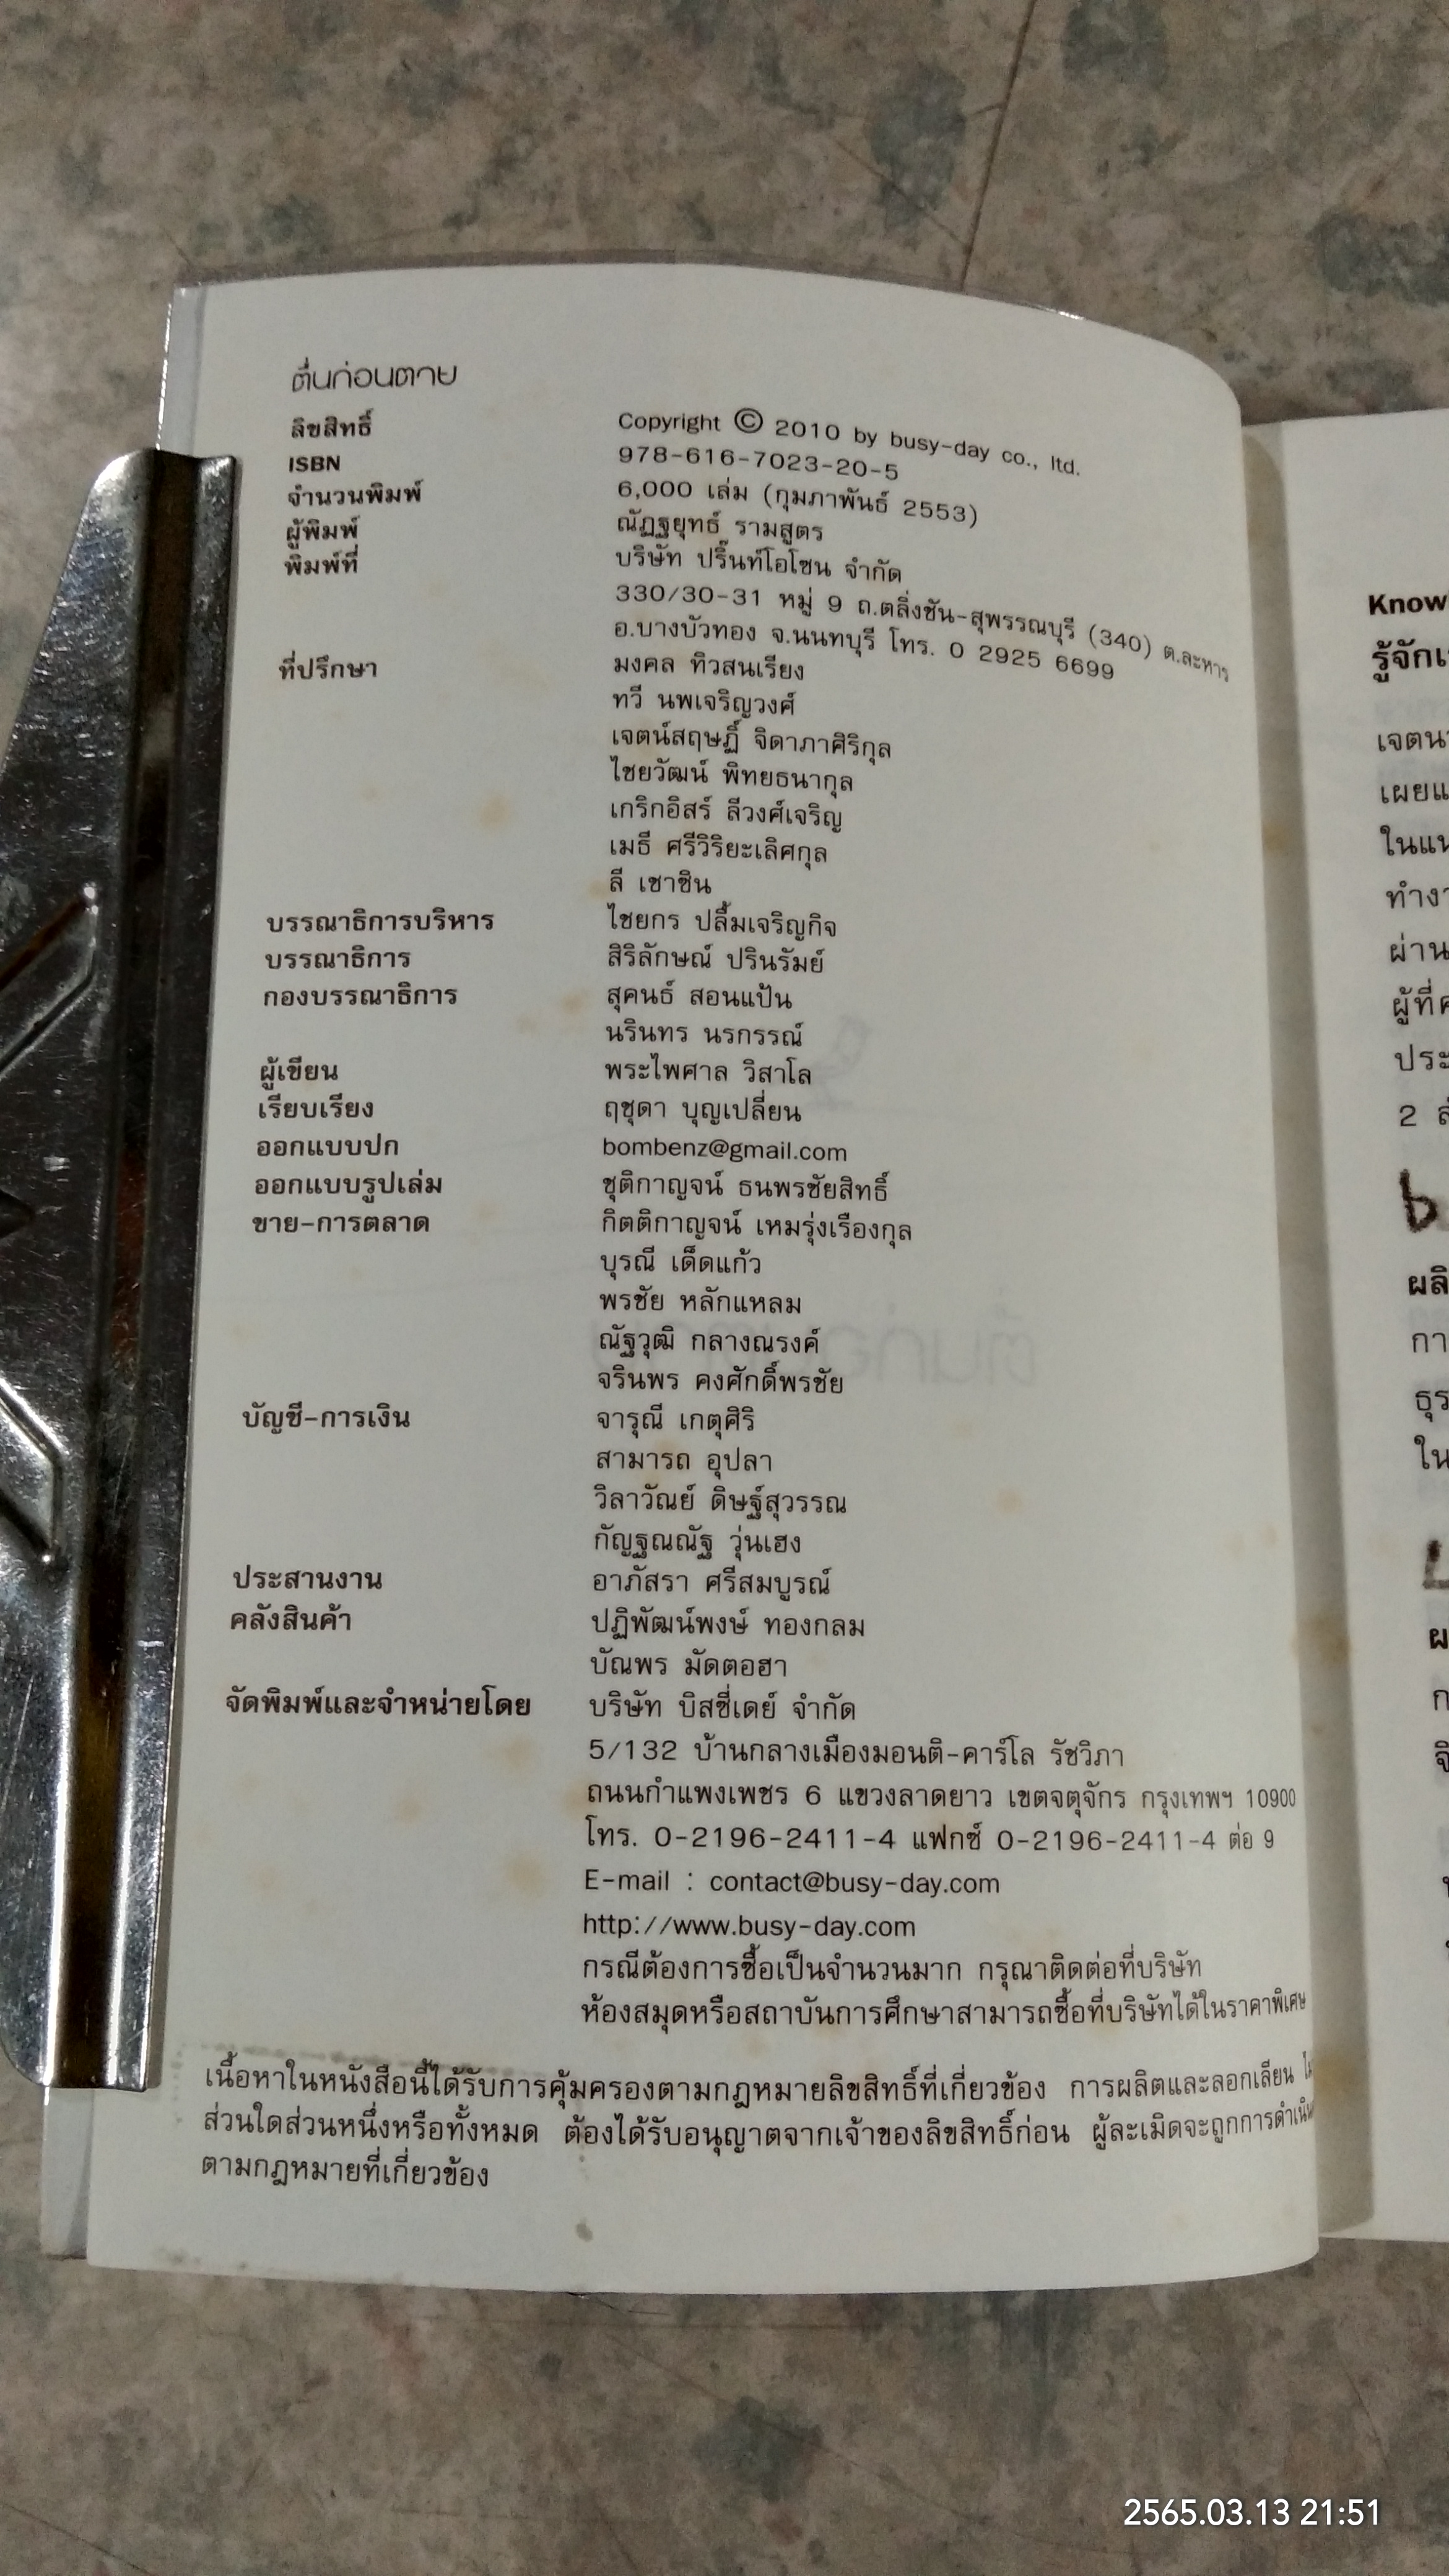 ตื่นก่อนตาย
ลิขสิทธิ์ Copyright © 2010 by busy-day co., ltd.
ISBN 978-616-7023-20-5
จำนวนพิมพ์ 6,000 เล่ม (กุมภาพันธ์ 2553)
ผู้พิมพ์ ณัฏฐยุทธ์ รามสูตร
พิมพ์ที่ บริษัท ปริ๊นท์โอโซน จำกัด
330/30-31 หมู่ 9 ถ.ตลิ่งชัน-สุพรรณบุรี (340) ต.ละหาร
อ.บางบัวทอง จ.นนทบุรี โทร. 0 2925 6699
ที่ปรึกษา มงคล ทิวสนเรียง
ทวี นพเจริญวงศ์
เจตน์สฤษฎิ์ จิดาภาศิริกุล
ไชยวัฒน์ พิทยธนากุล
เกริกอิสร์ ลีวงศ์เจริญ
เมธี ศรีวิริยะเลิศกุล
ลี เชาชิน
บรรณาธิการบริหาร ไชยกร ปลื้มเจริญกิจ
บรรณาธิการ สิริลักษณ์ ปรินรัมย์
กองบรรณาธิการ สุคนธ์ สอนแป้น
นรินทร นรกรรณ์
ผู้เขียน พระไพศาล วิสาโล
เรียบเรียง ฤชุดา บุญเปลี่ยน
ออกแบบปก bombenz@gmail.com
ออกแบบรูปเล่ม ชุติกาญจน์ ธนพรชัยสิทธิ์
ขาย-การตลาด กิตติกาญจน์ เหมรุ่งเรืองกุล
บุรณี เด็ดแก้ว
พรชัย หลักแหลม
ณัฐวุฒิ กลางณรงค์
จรินพร คงศักดิ์พรชัย
บัญชี-การเงิน จารุณี เกตุศิริ
สามารถ อุปลา
วิลาวัณย์ ดิษฐ์สุวรรณ
กัญฐณณัฐ วุ่นเฮง
ประสานงาน อาภัสรา ศรีสมบูรณ์
คลังสินค้า ปฏิพัฒน์พงษ์ ทองกลม
บัณพร มัดตอฮา
จัดพิมพ์และจำหน่ายโดย บริษัท บิสซี่เดย์ จำกัด
5/132 บ้านกลางเมืองมอนติ-คาร์โล รัชวิภา
ถนนกำแพงเพชร 6 แขวงลาดยาว เขตจตุจักร กรุงเทพฯ 10900
โทร. 0-2196-2411-4 แฟกซ์ 0-2196-2411-4 ต่อ 9
E-mail : contact@busy-day.com
http://www.busy-day.com
กรณีต้องการซื้อเป็นจำนวนมาก กรุณาติดต่อที่บริษัท
ห้องสมุดหรือสถาบันการศึกษาสามารถซื้อที่บริษัทได้ในราคาพิเศษ
เนื้อหาในหนังสือนี้ได้รับการคุ้มครองตามกฎหมายลิขสิทธิ์ที่เกี่ยวข้อง การผลิตและลอกเลียน
ส่วนใดส่วนหนึ่งหรือทั้งหมด ต้องได้รับอนุญาตจากเจ้าของลิขสิทธิ์ก่อน ผู้ละเมิดจะถูกการดำเนิน
ตามกฎหมายที่เกี่ยวข้อง
Know
รู้จัก
เจตน
เผย
ใน
ผ่าน
ผู้ที่
ประ
2
ผลิ
กา
ธุร
ใน
2565.03.13 21:51